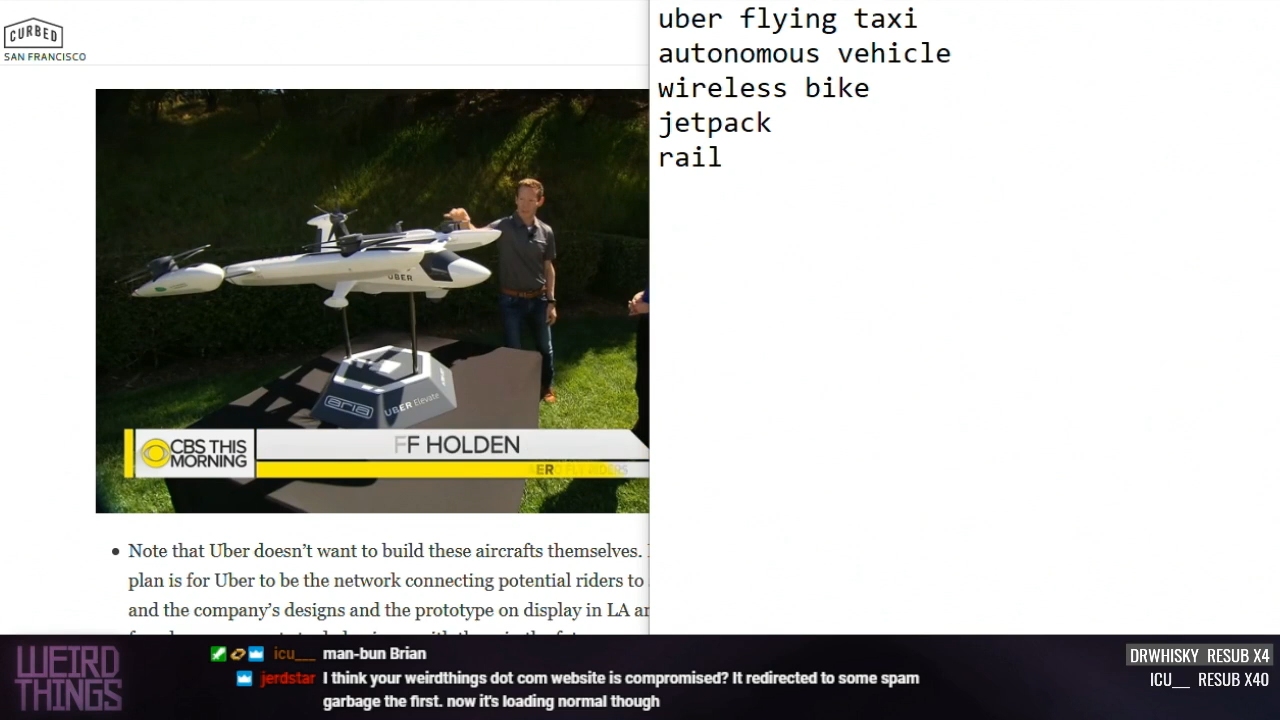 CURBED
SAN FRANCISCO
uber flying taxi
autonomous vehicle
wireless bike
jetpack
rail
UBER
aria
UBER Elevate
CBS THIS
MORNING
FF HOLDEN
Note that Uber doesn’t want to build these aircrafts themselves.
plan is for Uber to be the network connecting potential riders to
and the company’s designs and the prototype on display in LA
WEIRD
THINGS
icu___ man-bun Brian
jerdstar I think your weirdthings dot com website is compromised? It redirected to some spam
garbage the first. now it's loading normal though
DRWHISKY RESUB X4
ICU__ RESUB X40